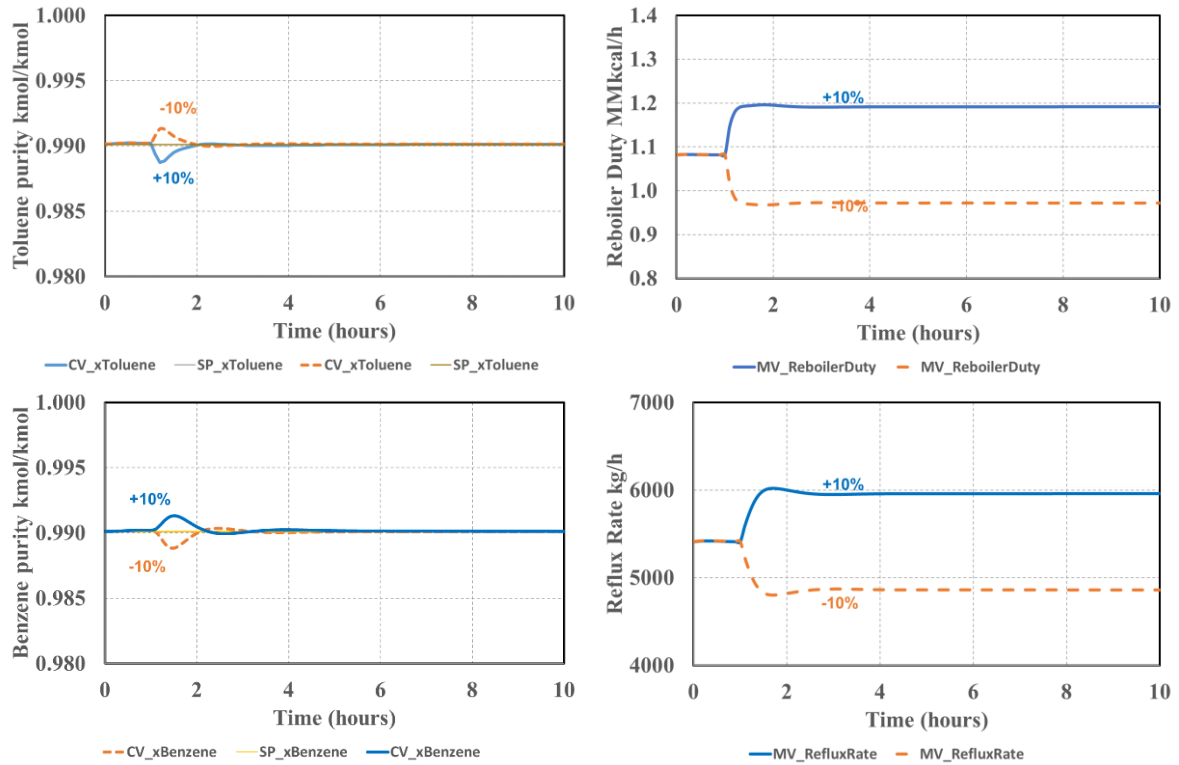 Toluene purity kmol/kmol
1.000
0.995
0.990
0.985
0.980
-10%
+10%
0 2 4 6 8 10
Time (hours)
CV_xToluene SP_xToluene CV_xToluene SP_xToluene
Reboiler Duty MMkcal/h
1.4
1.3
1.2
1.1
1.0
0.9
0.8
+10%
-10%
0 2 4 6 8 10
Time (hours)
MV_ReboilerDuty MV_ReboilerDuty
Benzene purity kmol/kmol
1.000
0.995
0.990
0.985
0.980
+10%
-10%
0 2 4 6 8 10
Time (hours)
CV_xBenzene SP_xBenzene CV_xBenzene
Reflux Rate kg/h
7000
6000
5000
4000
+10%
-10%
0 2 4 6 8 10
Time (hours)
MV_RefluxRate MV_RefluxRate